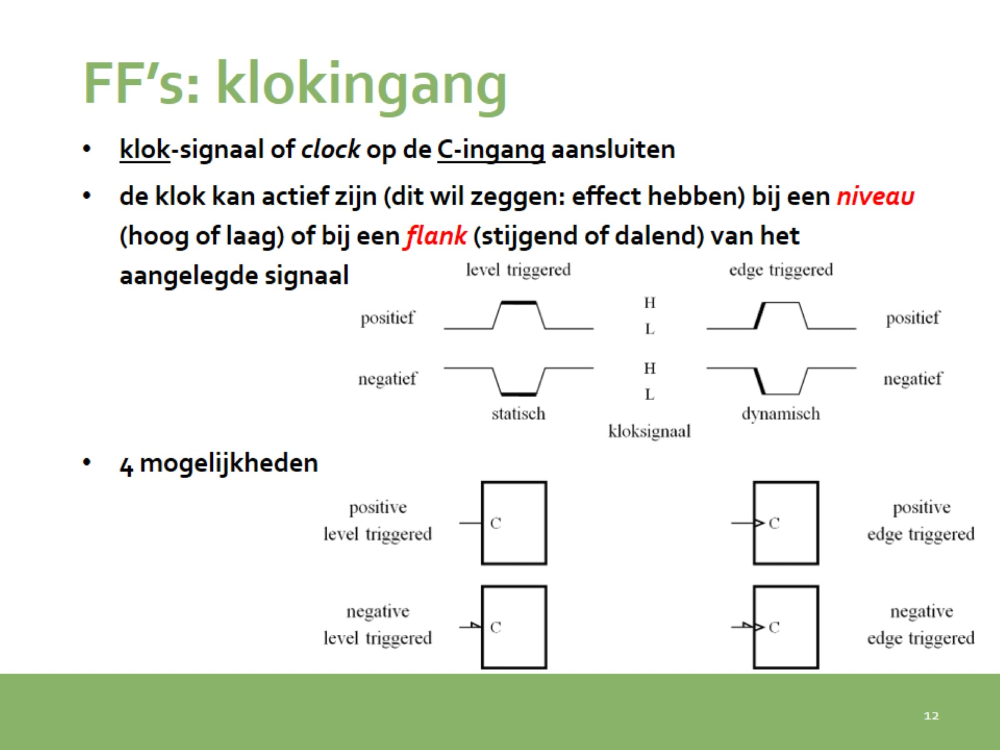 FF’s: klokingang
• klok-signaal of clock op de C-ingang aansluiten
• de klok kan actief zijn (dit wil zeggen: effect hebben) bij een niveau
(hoog of laag) of bij een flank (stijgend of dalend) van het
aangelegde signaal
level triggered
edge triggered
positief
H
L
positief
negatief
H
L
negatief
statisch
dynamisch
kloksignaal
• 4 mogelijkheden
positive
level triggered
C
C
positive
edge triggered
negative
level triggered
C
C
negative
edge triggered
12